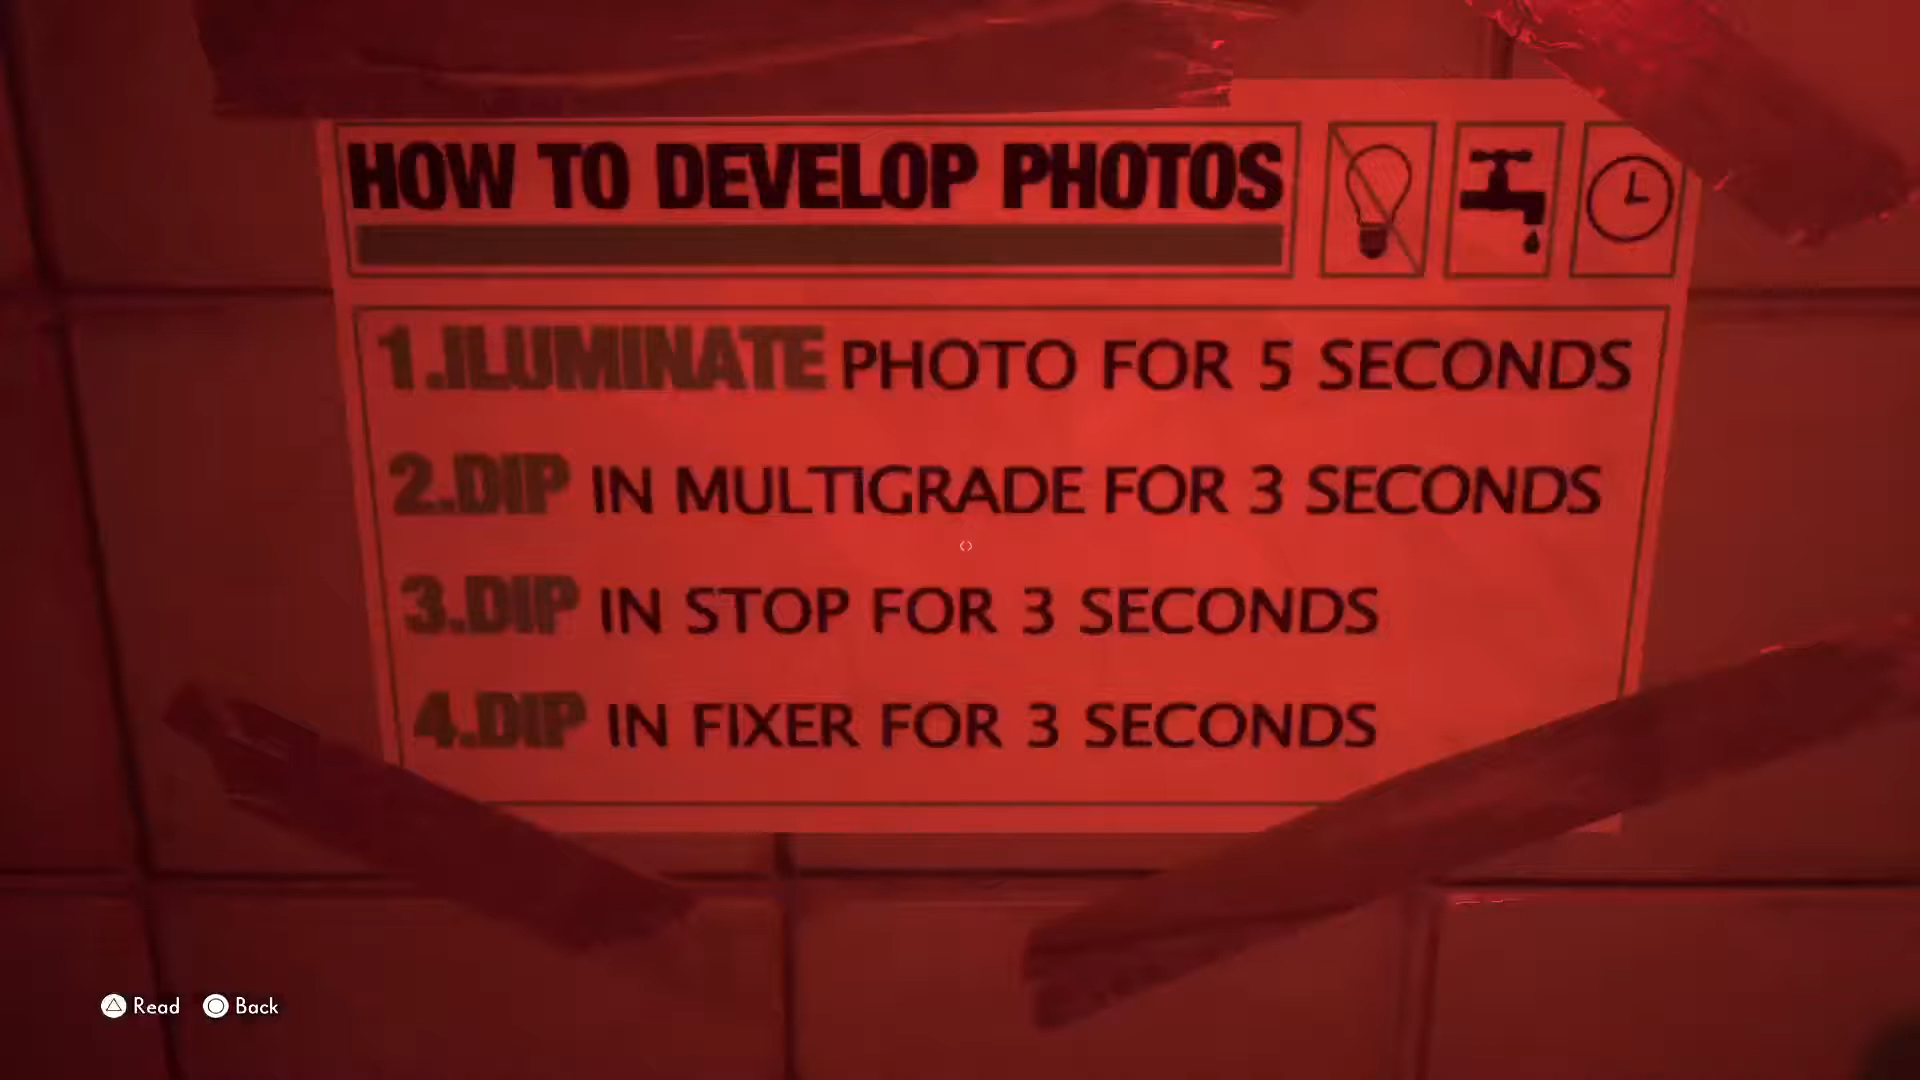 HOW TO DEVELOP PHOTOS
1.ILUMINATE PHOTO FOR 5 SECONDS
2.DIP IN MULTIGRADE FOR 3 SECONDS
3.DIP IN STOP FOR 3 SECONDS
4.DIP IN FIXER FOR 3 SECONDS
Read Back